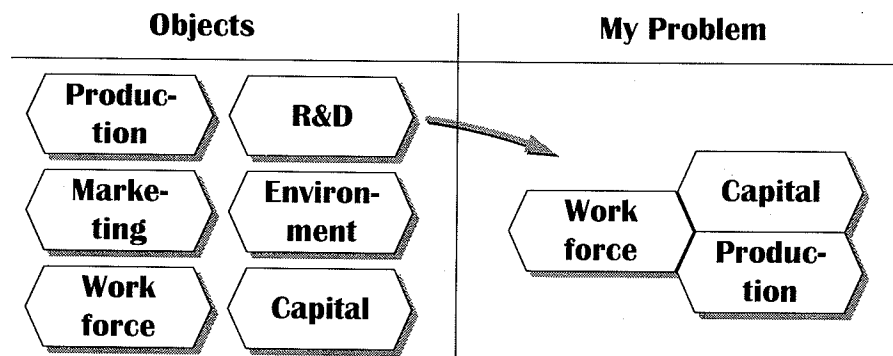 Objects
My Problem
Produc-
tion
R&D
Marke-
ting
Environ-
ment
Work
force
Capital
Work
force
Capital
Produc-
tion